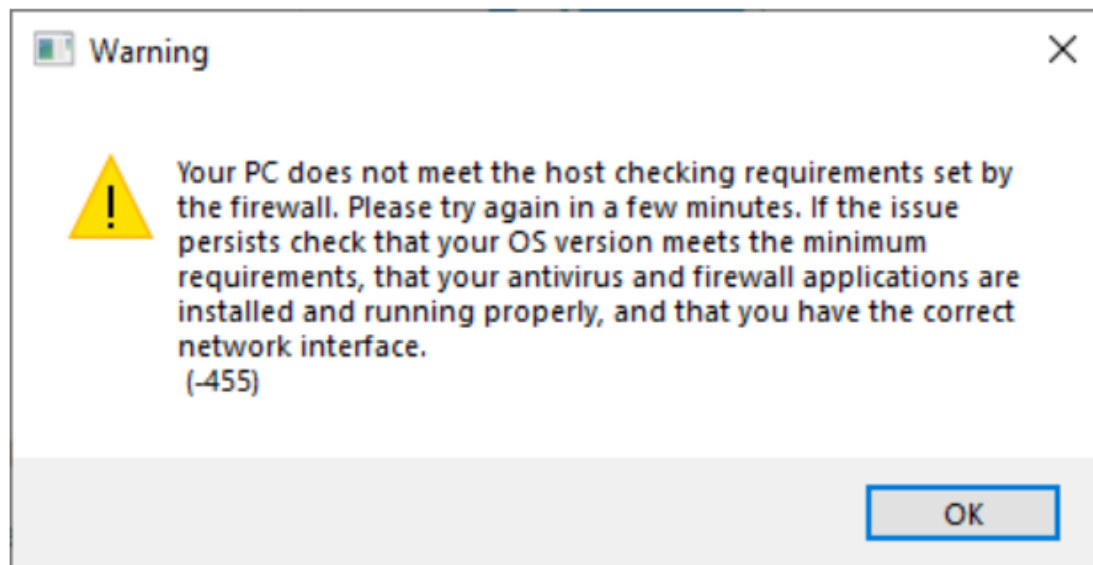 Warning
Your PC does not meet the host checking requirements set by
the firewall. Please try again in a few minutes. If the issue
persists check that your OS version meets the minimum
requirements, that your antivirus and firewall applications are
installed and running properly, and that you have the correct
network interface.
(-455)
OK